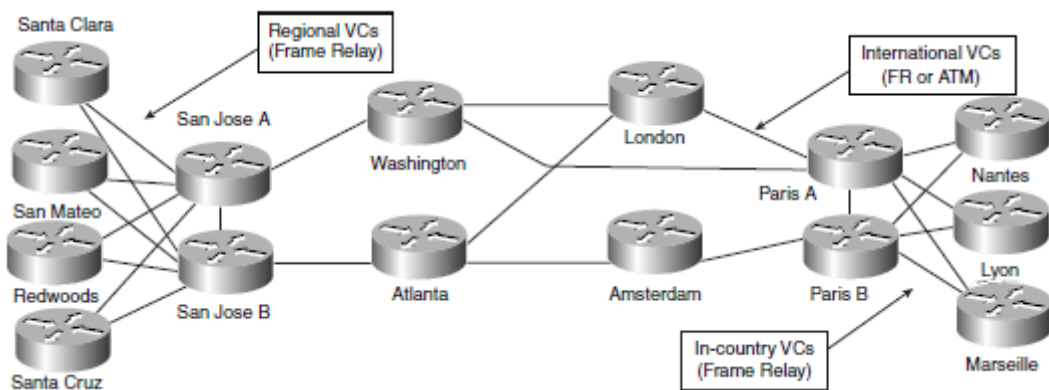 Santa Clara
Regional VCs
(Frame Relay)
International VCs
(FR or ATM)
San Jose A
Washington
London
Nantes
San Mateo
Paris A
Redwoods
San Jose B
Atlanta
Amsterdam
Paris B
Lyon
Santa Cruz
In-country VCs
(Frame Relay)
Marseille